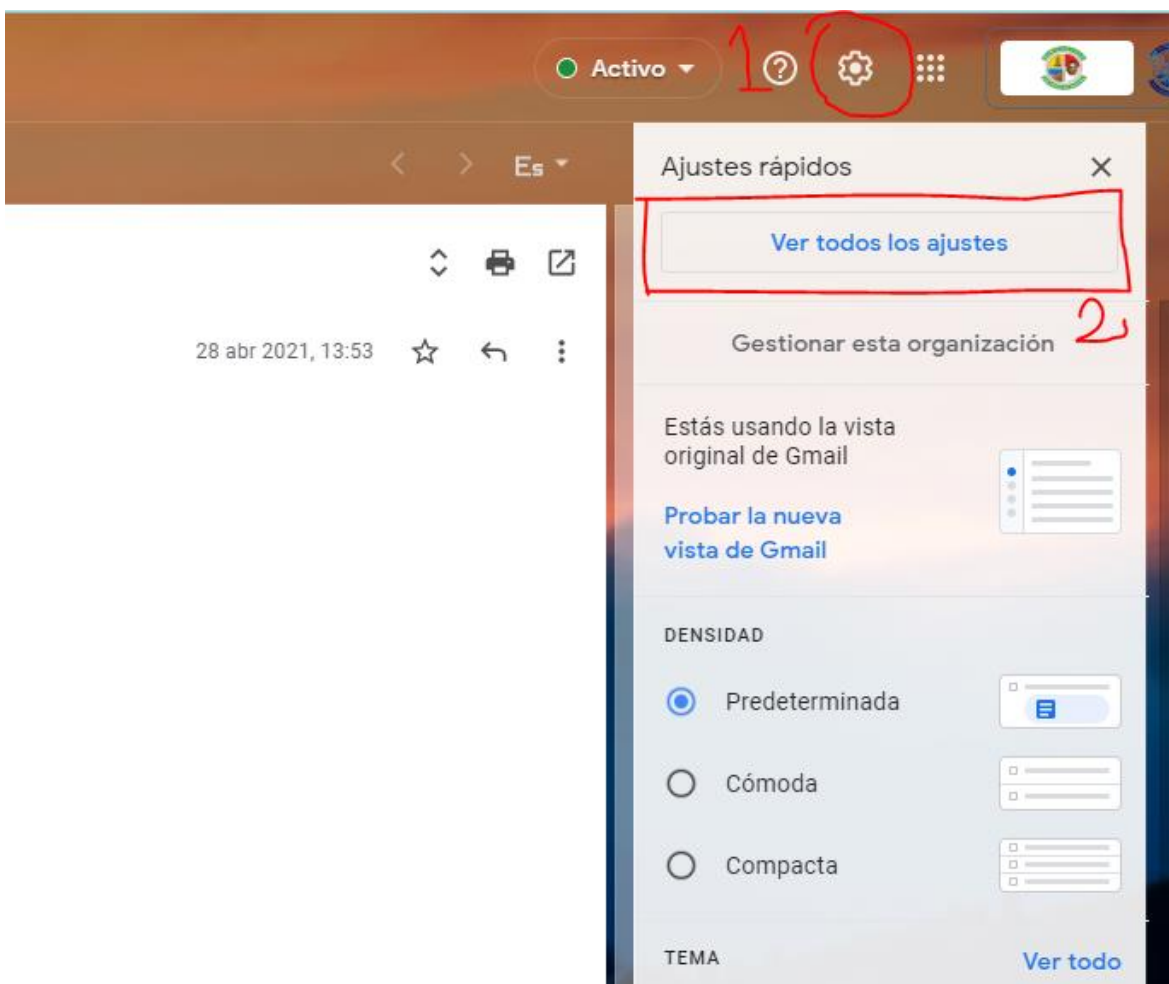 Activo
1
Es
Ajustes rápidos
Ver todos los ajustes
2
28 abr 2021, 13:53
Gestionar esta organización
Estás usando la vista
original de Gmail
Probar la nueva
vista de Gmail
DENSIDAD
Predeterminada
Cómoda
Compacta
TEMA
Ver todo